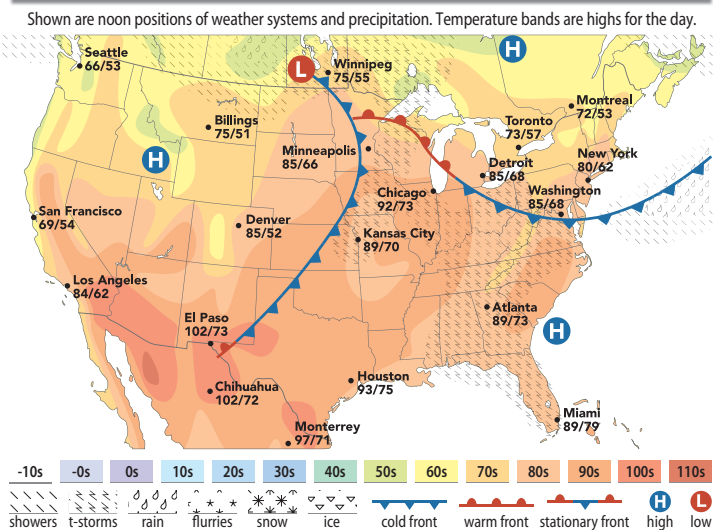 Shown are noon positions of weather systems and precipitation. Temperature bands are highs for the day.
H
Seattle
66/53
L
Winnipeg
75/55
Montreal
72/53
Billings
75/51
Toronto
73/57
Minneapolis
85/66
H
Detroit
85/68
New York
80/62
Chicago
92/73
Washington
85/68
San Francisco
69/54
Denver
85/52
Kansas City
89/70
Los Angeles
84/62
El Paso
102/73
Atlanta
89/73
H
Chihuahua
102/72
Houston
93/75
Miami
89/79
Monterrey
97/71
-10s -0s 0s 10s 20s 30s 40s 50s 60s 70s 80s 90s 100s 110s
H L
showers t-storms rain flurries snow ice cold front warm front stationary front high low